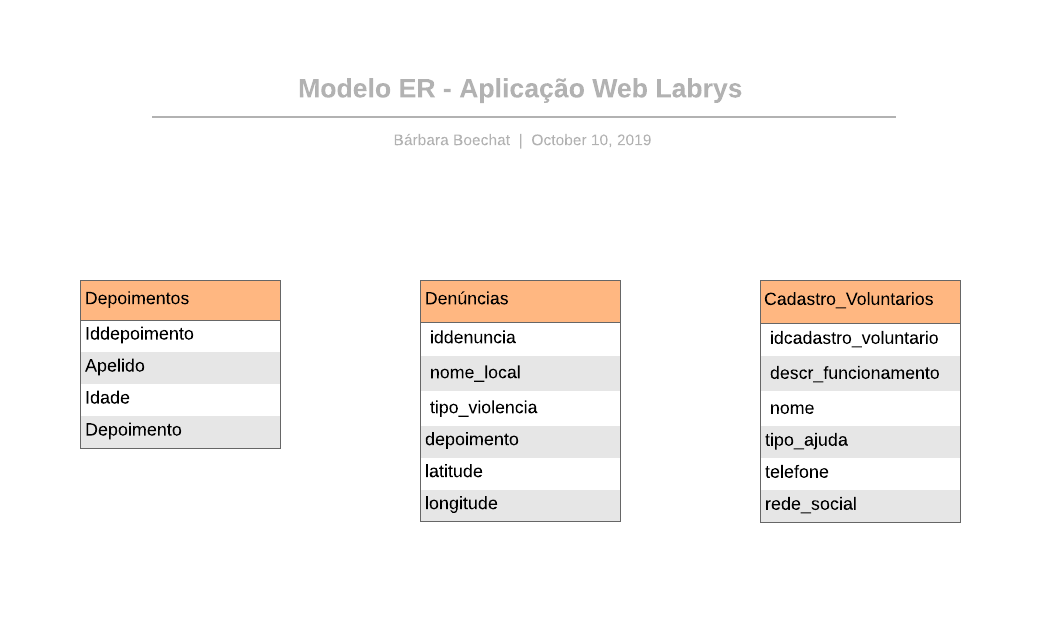 Modelo ER - Aplicação Web Labrys
Bárbara Boechat | October 10, 2019
Depoimentos
Iddepoimento
Apelido
Idade
Depoimento
Denúncias
iddenuncia
nome_local
tipo_violencia
depoimento
latitude
longitude
Cadastro_Voluntarios
idcadastro_voluntario
descr_funcionamento
nome
tipo_ajuda
telefone
rede_social